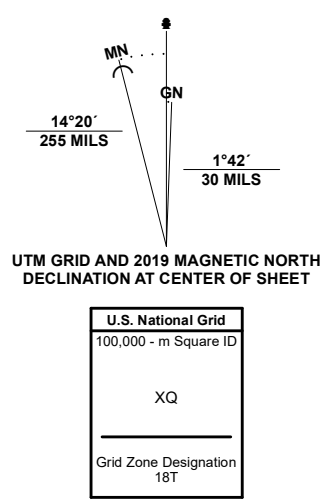 MN
GN
14°20´
255 MILS
1°42´
30 MILS
UTM GRID AND 2019 MAGNETIC NORTH
DECLINATION AT CENTER OF SHEET
U.S. National Grid
100,000 - m Square ID
XQ
Grid Zone Designation
18T